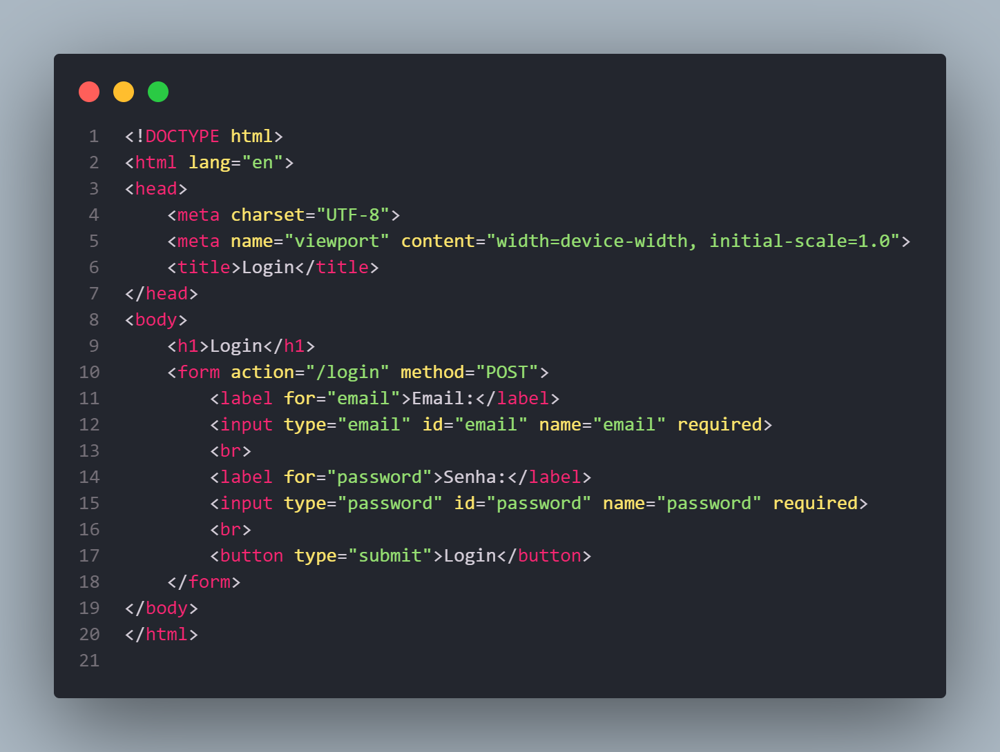 1 <!DOCTYPE html>
2 <html lang="en">
3 <head>
4     <meta charset="UTF-8">
5     <meta name="viewport" content="width=device-width, initial-scale=1.0">
6     <title>Login</title>
7 </head>
8 <body>
9     <h1>Login</h1>
10     <form action="/login" method="POST">
11         <label for="email">Email:</label>
12         <input type="email" id="email" name="email" required>
13         <br>
14         <label for="password">Senha:</label>
15         <input type="password" id="password" name="password" required>
16         <br>
17         <button type="submit">Login</button>
18     </form>
19 </body>
20 </html>
21